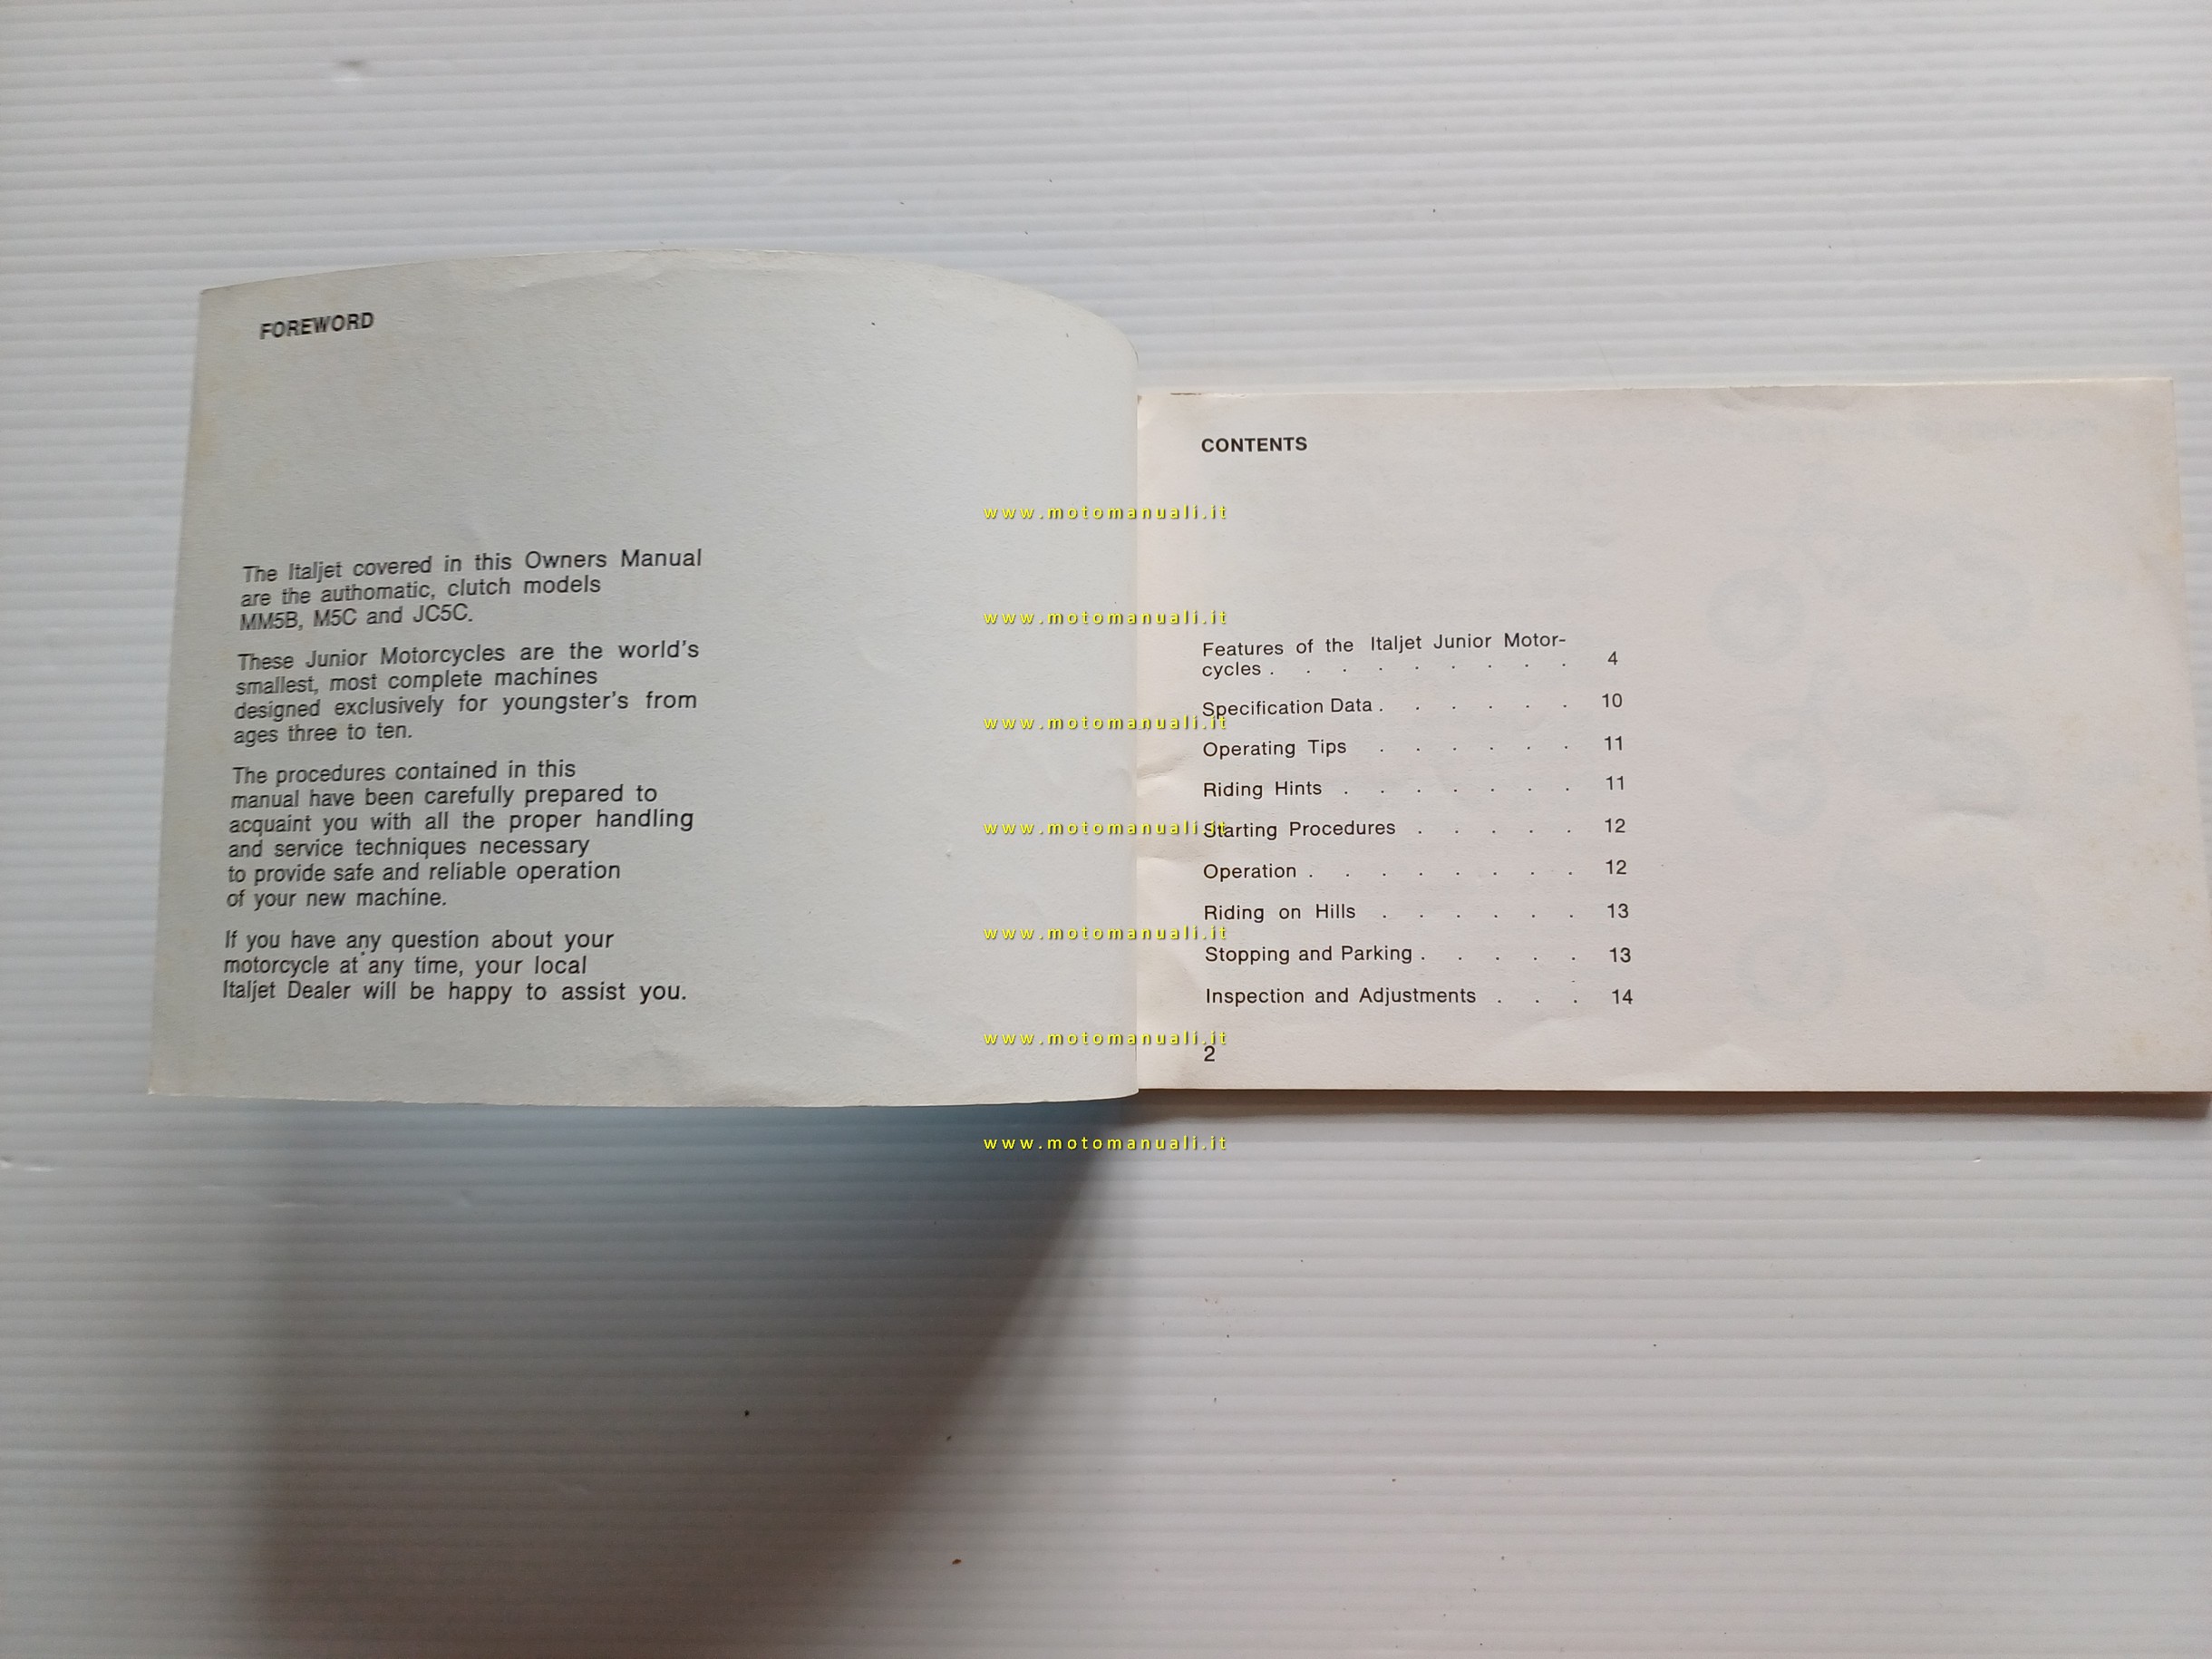 FOREWORD
The Italjet covered in this Owners Manual
are the authomatic, clutch models
MM5B, M5C and JC5C.
These Junior Motorcycles are the world's
smallest, most complete machines
designed exclusively for youngster's from
ages three to ten.
The procedures contained in this
manual have been carefully prepared to
acquaint you with all the proper handling
and service techniques necessary
to provide safe and reliable operation
of your new machine.
If you have any question about your
motorcycle at any time, your local
Italjet Dealer will be happy to assist you.
CONTENTS
Features of the Italjet Junior Motor-
cycles . . . . . . . . . 4
Specification Data . . . . . . 10
Operating Tips . . . . . . 11
Riding Hints . . . . . . . 11
Starting Procedures . . . . . 12
Operation . . . . . . . . 12
Riding on Hills . . . . . . 13
Stopping and Parking . . . . . 13
Inspection and Adjustments . . . 14
2
www.motomanuali.it
www.motomanuali.it
www.motomanuali.it
www.motomanuali.it
www.motomanuali.it
www.motomanuali.it
www.motomanuali.it